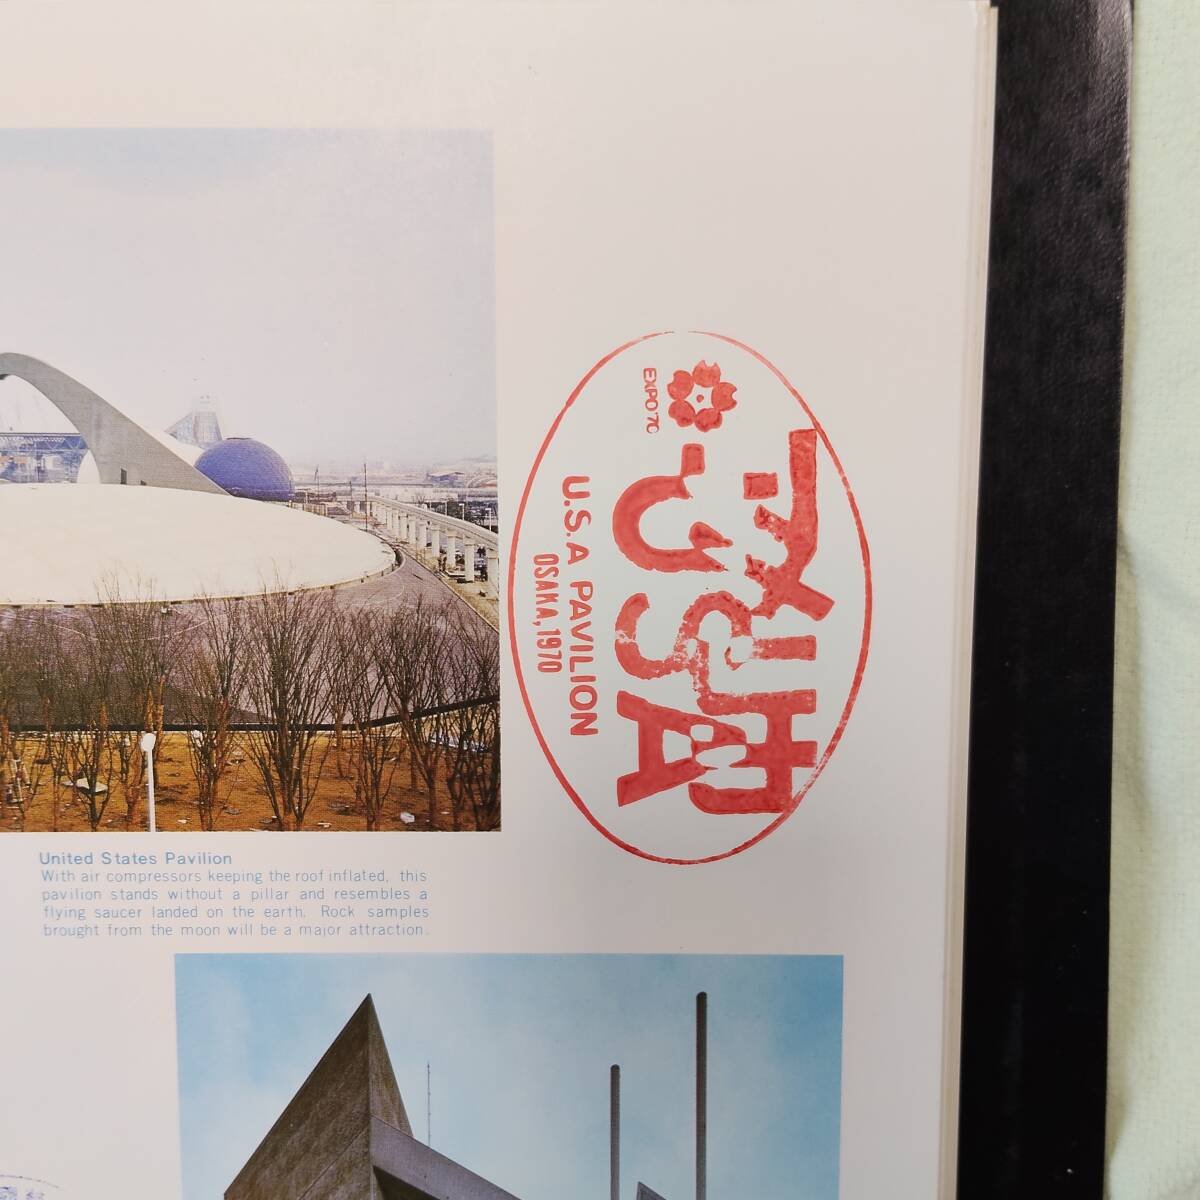 EXPO'70
アメリカ
USA
U.S.A PAVILION
OSAKA, 1970
United States Pavilion
With air compressors keeping the roof inflated, this
pavilion stands without a pillar and resembles a
flying saucer landed on the earth. Rock samples
brought from the moon will be a major attraction.